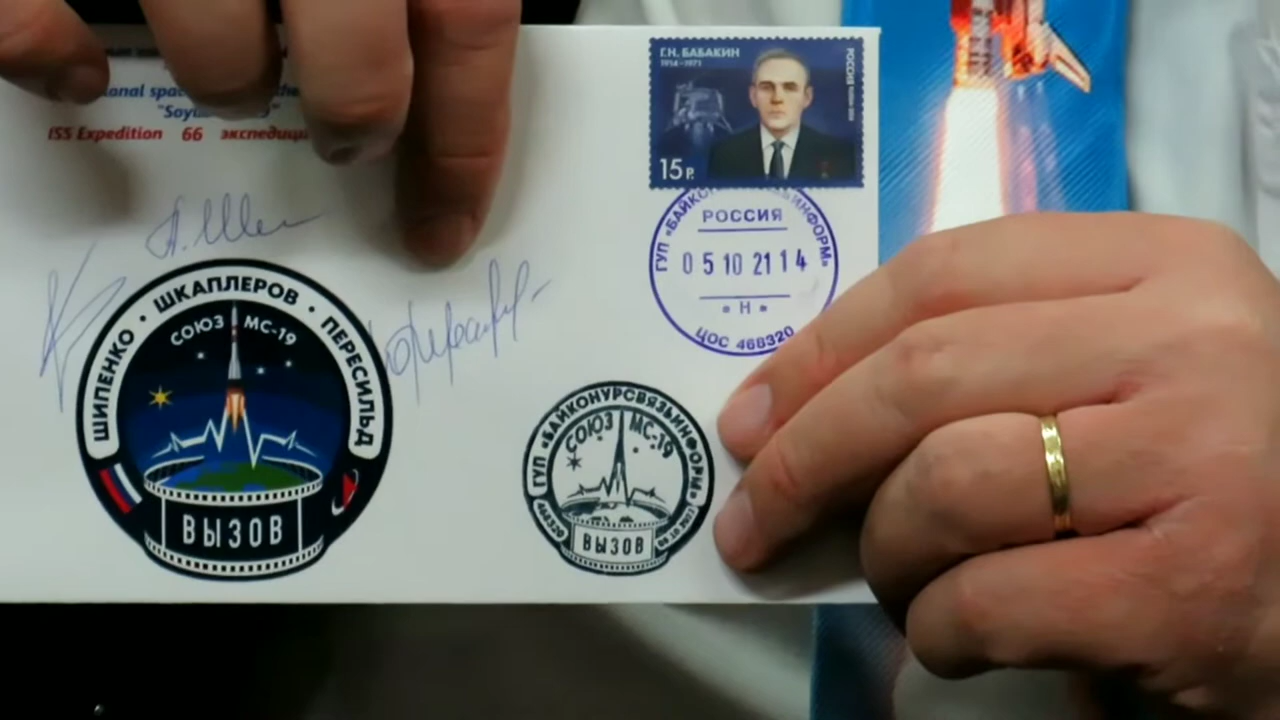 Г.Н. БАБАКИН
1914–1971
РОССИЯ
15 Р.
"Soyu
ISS Expedition 66 экспедиц
ШИПЕНКО • ШКАПЛЕРОВ • ПЕРЕСИЛЬД
СОЮЗ МС-19
ВЫЗОВ
РОССИЯ
05 10 21 14
* Н *
ЦОС 468320
ГУП «БАЙКОНУРСВЯЗЬИНФОРМ»
СОЮЗ МС-19
468320
ВЫЗОВ